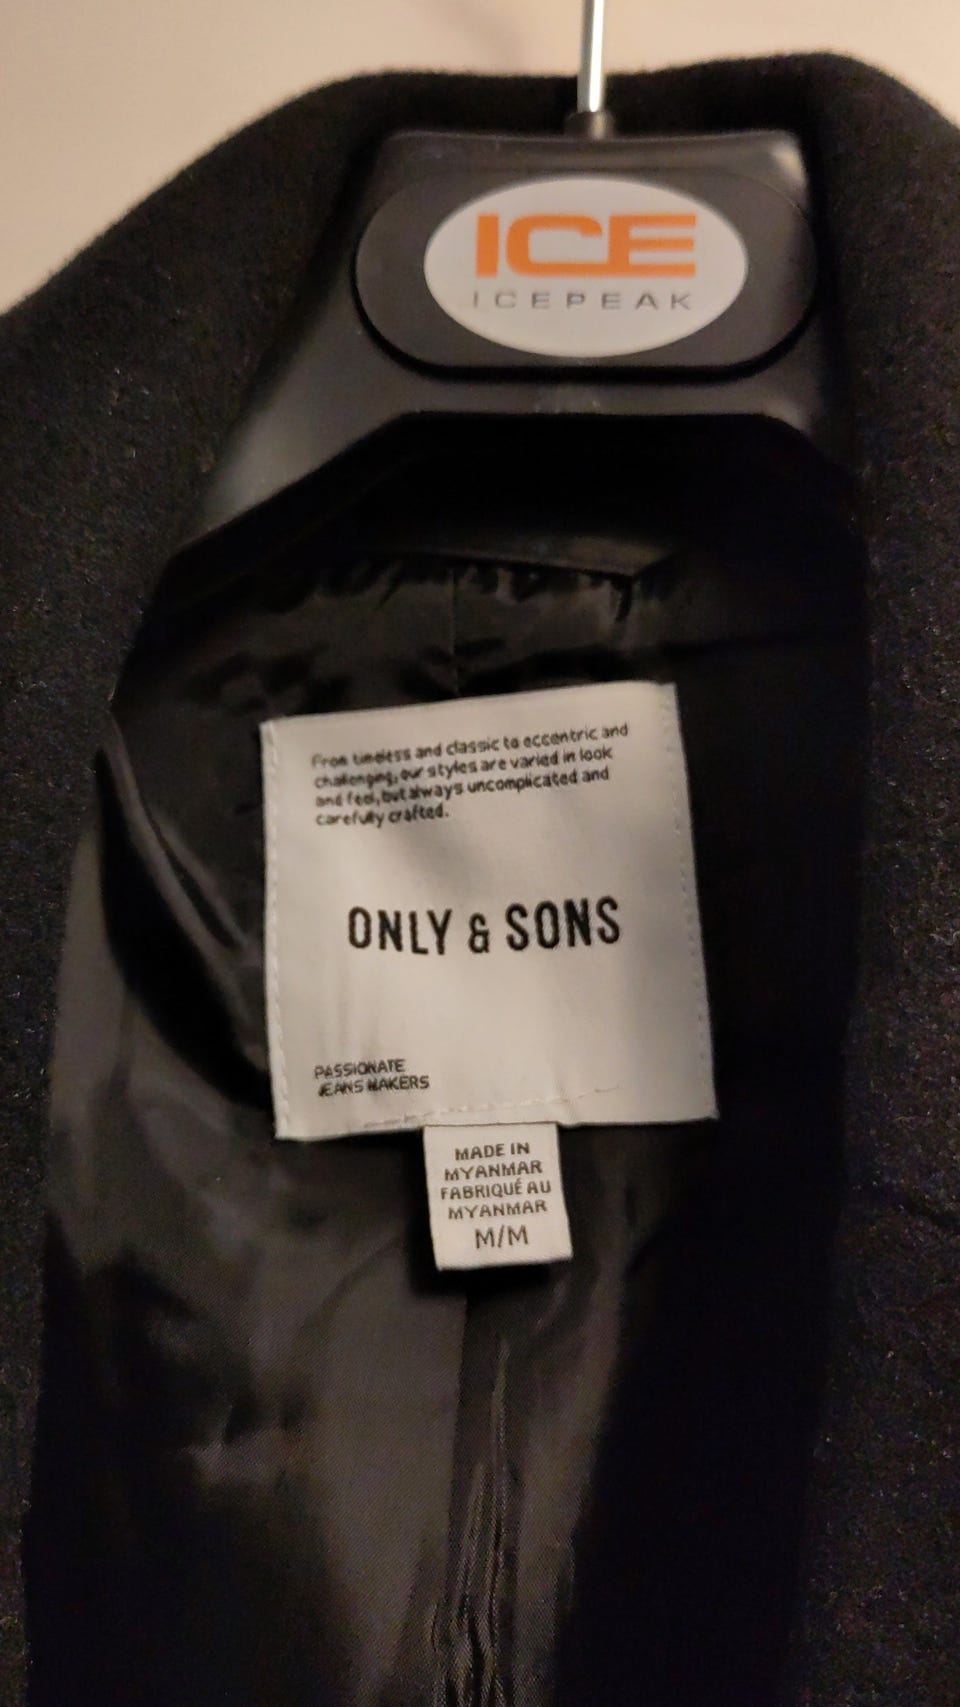 ICE
ICEPEAK
From timeless and classic to eccentric and
challenging, our styles are varied in look
and feel, but always uncomplicated and
carefully crafted.
ONLY & SONS
PASSIONATE
JEANS MAKERS
MADE IN
MYANMAR
FABRIQUÉ AU
MYANMAR
M/M